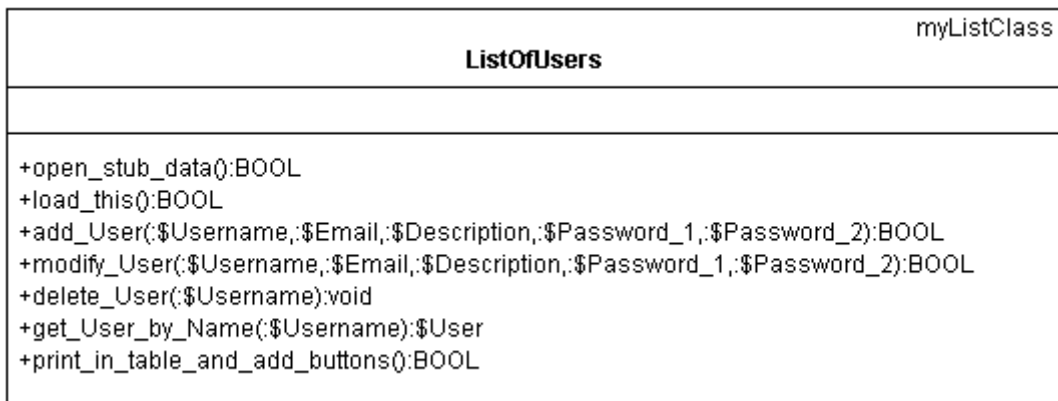 myListClass
ListOfUsers
+open_stub_data():BOOL
+load_this():BOOL
+add_User(:$Username,:$Email,:$Description,:$Password_1,:$Password_2):BOOL
+modify_User(:$Username,:$Email,:$Description,:$Password_1,:$Password_2):BOOL
+delete_User(:$Username):void
+get_User_by_Name(:$Username):$User
+print_in_table_and_add_buttons():BOOL